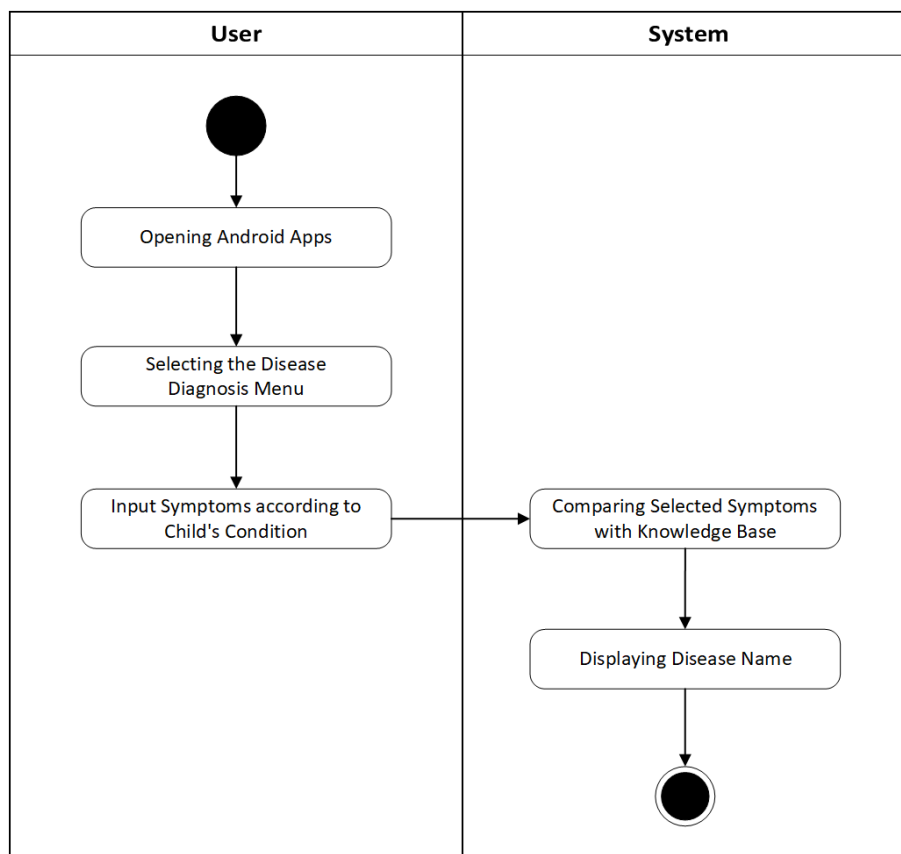 User
System
Opening Android Apps
Selecting the Disease
Diagnosis Menu
Input Symptoms according to
Child's Condition
Comparing Selected Symptoms
with Knowledge Base
Displaying Disease Name